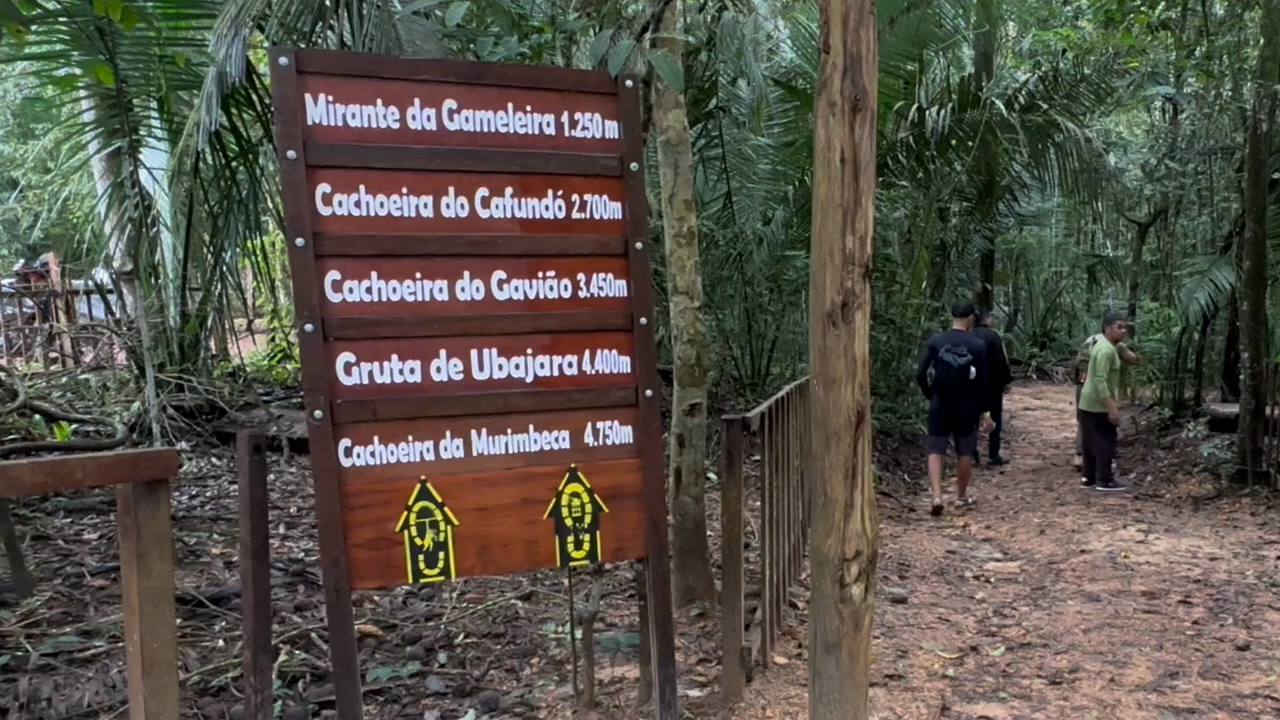 Mirante da Gameleira 1.250m
Cachoeira do Cafundó 2.700m
Cachoeira do Gavião 3.450m
Gruta de Ubajara 4.400m
Cachoeira da Murimbeca 4.750m